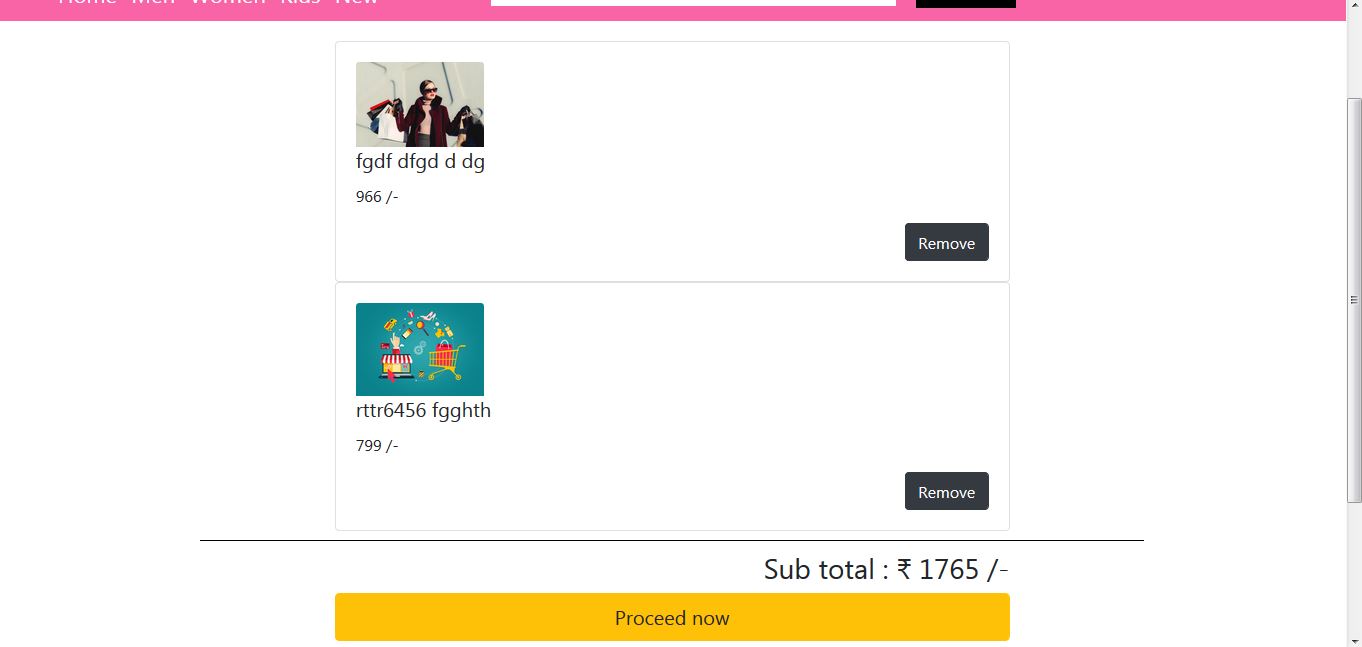 Home Men Women Kids New
fgdf dfgd d dg
966 /-
Remove
rttr6456 fgghth
799 /-
Remove
Sub total : ₹ 1765 /-
Proceed now